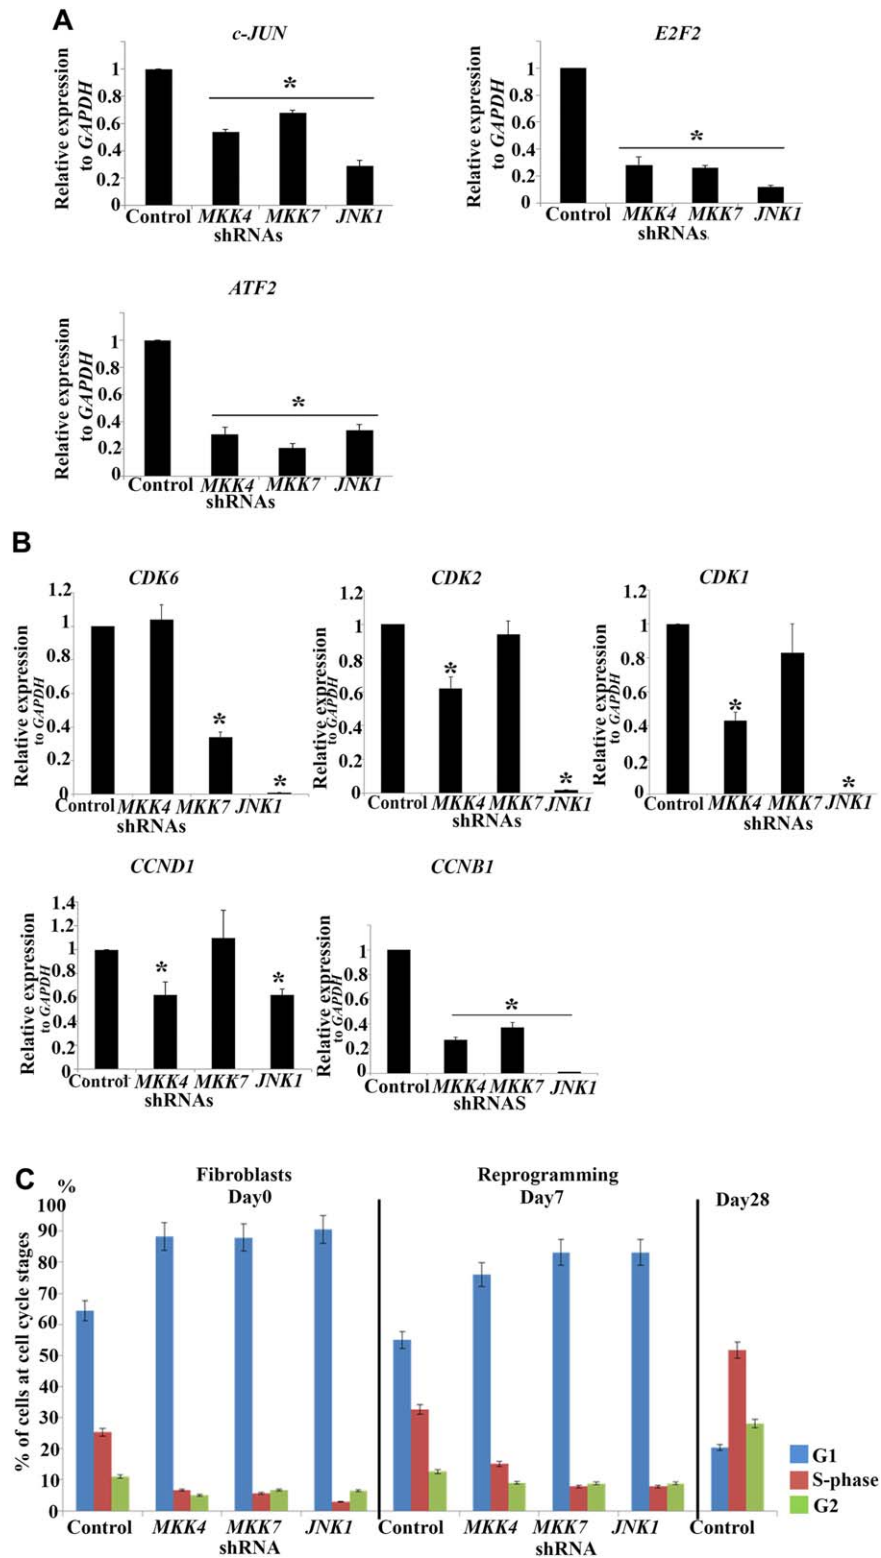 A
c-JUN
Relative expression
to GAPDH
1
0.8
0.6
0.4
0.2
0
*
Control MKK4 MKK7 JNK1
shRNAs
E2F2
Relative expression
to GAPDH
1
0.8
0.6
0.4
0.2
0
*
Control MKK4 MKK7 JNK1
shRNAs
ATF2
Relative expression
to GAPDH
1
0.8
0.6
0.4
0.2
0
*
Control MKK4 MKK7 JNK1
shRNAs
B
CDK6
Relative expression
to GAPDH
1.2
1
0.8
0.6
0.4
0.2
0
*
*
Control MKK4 MKK7 JNK1
shRNAs
CDK2
Relative expression
to GAPDH
1.2
1
0.8
0.6
0.4
0.2
0
*
*
Control MKK4 MKK7 JNK1
shRNAs
CDK1
Relative expression
to GAPDH
1.2
1
0.8
0.6
0.4
0.2
0
*
*
Control MKK4 MKK7 JNK1
shRNAs
CCND1
Relative expression
to GAPDH
1.4
1.2
1
0.8
0.6
0.4
0.2
0
*
*
Control MKK4 MKK7 JNK1
shRNAs
CCNB1
Relative expression
to GAPDH
1
0.8
0.6
0.4
0.2
0
*
Control MKK4 MKK7 JNK1
shRNAS
C
%
Fibroblasts
Day0
Reprogramming
Day7
Day28
% of cells at cell cycle stages
100
90
80
70
60
50
40
30
20
10
0
G1
S-phase
G2
Control MKK4 MKK7 JNK1 Control MKK4 MKK7 JNK1 Control
shRNA shRNA